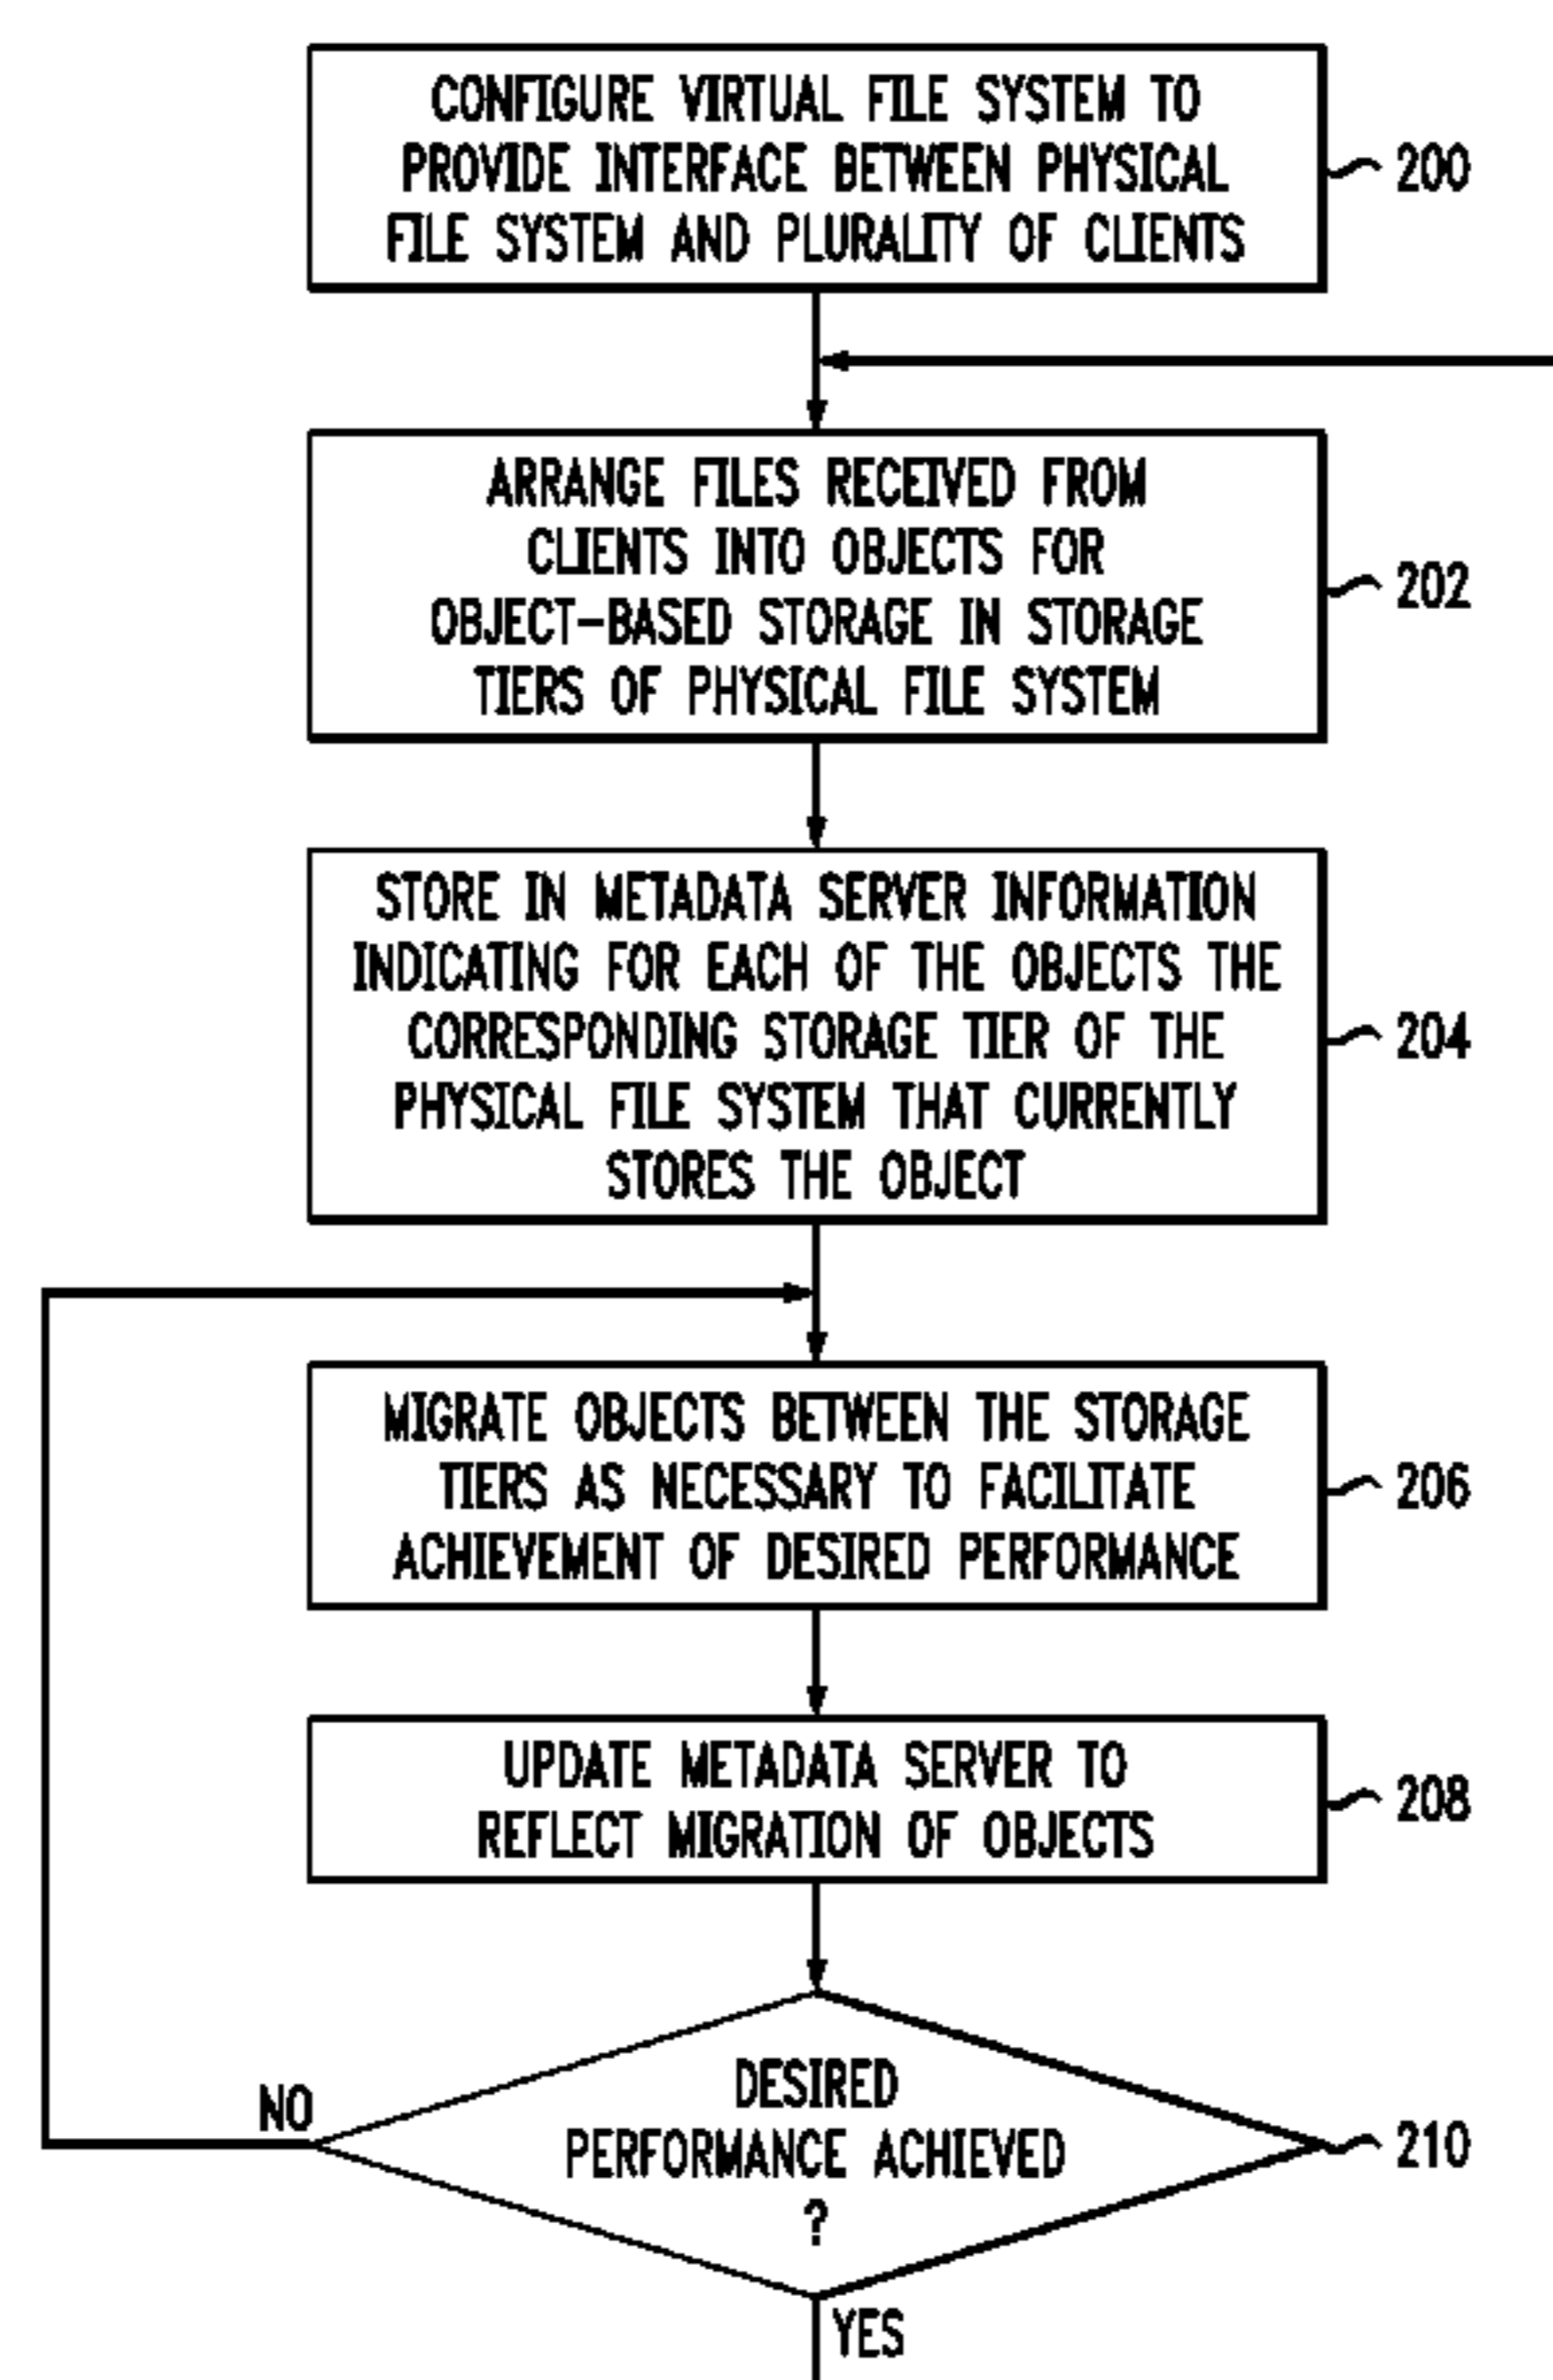 CONFIGURE VIRTUAL FILE SYSTEM TO
PROVIDE INTERFACE BETWEEN PHYSICAL
FILE SYSTEM AND PLURALITY OF CLIENTS
200
ARRANGE FILES RECEIVED FROM
CLIENTS INTO OBJECTS FOR
OBJECT-BASED STORAGE IN STORAGE
TIERS OF PHYSICAL FILE SYSTEM
202
STORE IN METADATA SERVER INFORMATION
INDICATING FOR EACH OF THE OBJECTS THE
CORRESPONDING STORAGE TIER OF THE
PHYSICAL FILE SYSTEM THAT CURRENTLY
STORES THE OBJECT
204
MIGRATE OBJECTS BETWEEN THE STORAGE
TIERS AS NECESSARY TO FACILITATE
ACHIEVEMENT OF DESIRED PERFORMANCE
206
UPDATE METADATA SERVER TO
REFLECT MIGRATION OF OBJECTS
208
DESIRED
PERFORMANCE ACHIEVED
?
210
NO
YES